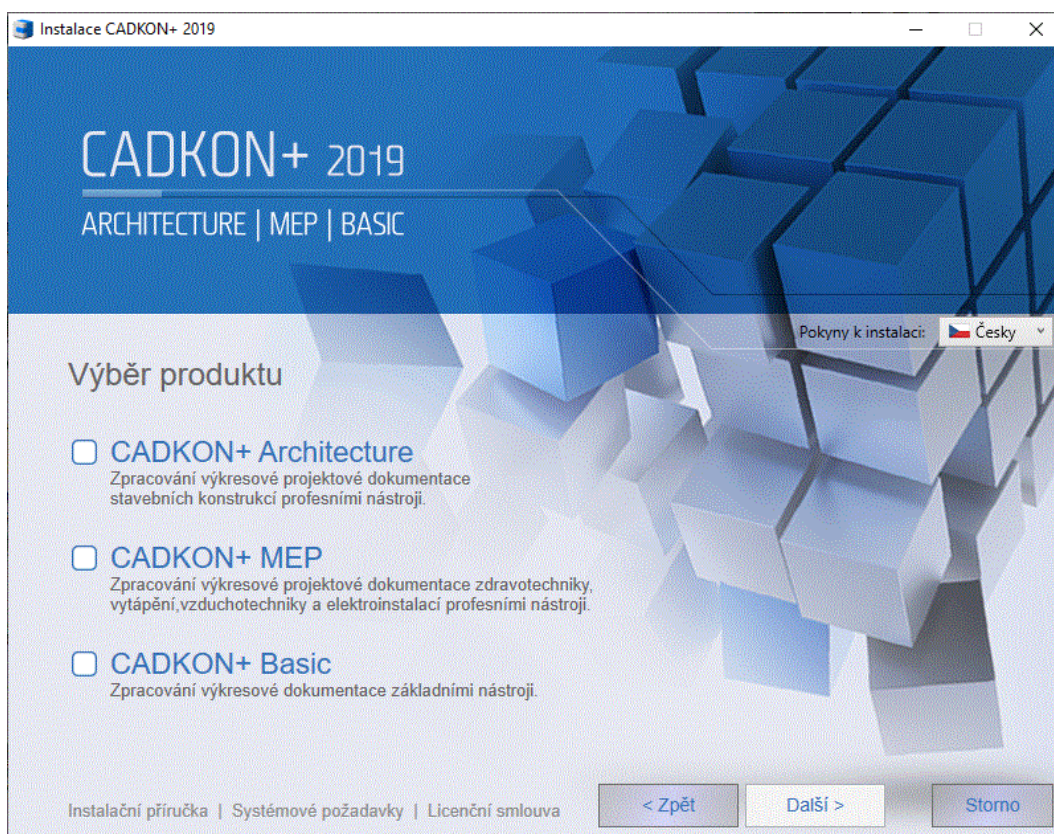 Instalace CADKON+ 2019
CADKON+ 2019
ARCHITECTURE | MEP | BASIC
Pokyny k instalaci: Česky
Výběr produktu
CADKON+ Architecture
Zpracování výkresové projektové dokumentace
stavebních konstrukcí profesními nástroji.
CADKON+ MEP
Zpracování výkresové projektové dokumentace zdravotechniky,
vytápění,vzduchotechniky a elektroinstalací profesními nástroji.
CADKON+ Basic
Zpracování výkresové dokumentace základními nástroji.
Instalační příručka | Systémové požadavky | Licenční smlouva
< Zpět Další > Storno